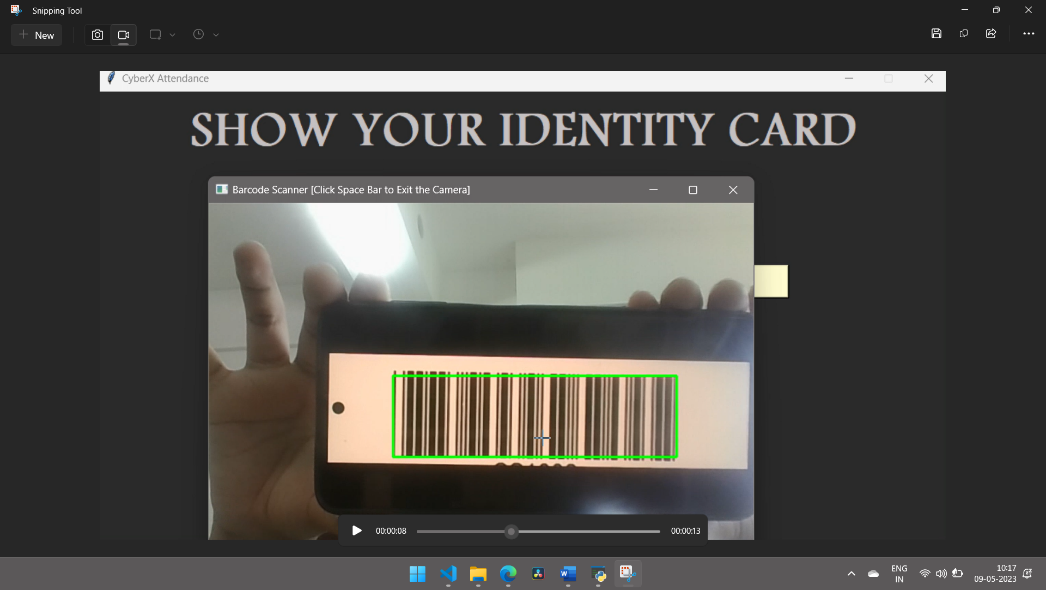 Snipping Tool
New
CyberX Attendance
SHOW YOUR IDENTITY CARD
Barcode Scanner [Click Space Bar to Exit the Camera]
00:00:08
00:00:13
ENG
IN
10:17
09-05-2023